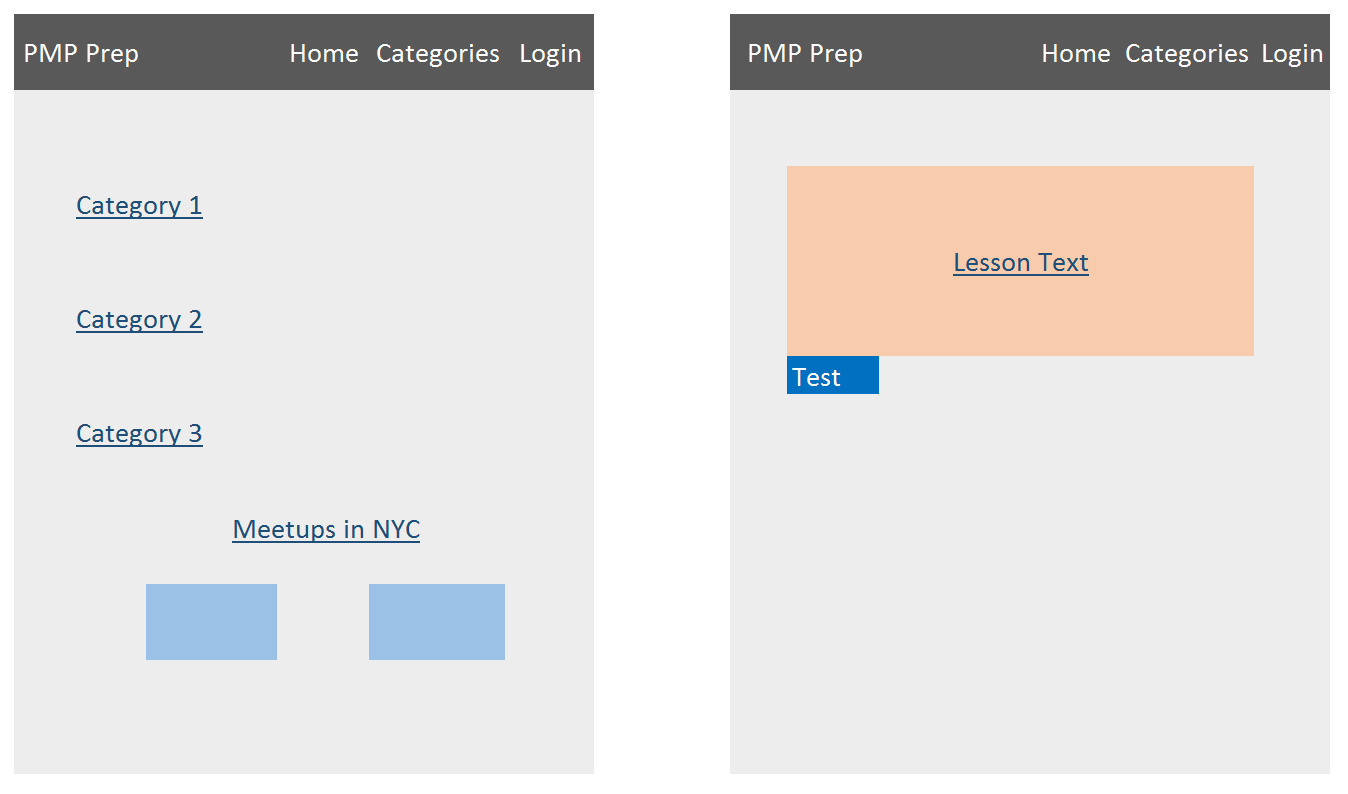 PMP Prep Home Categories Login
Category 1
Category 2
Category 3
Meetups in NYC
PMP Prep Home Categories Login
Lesson Text
Test